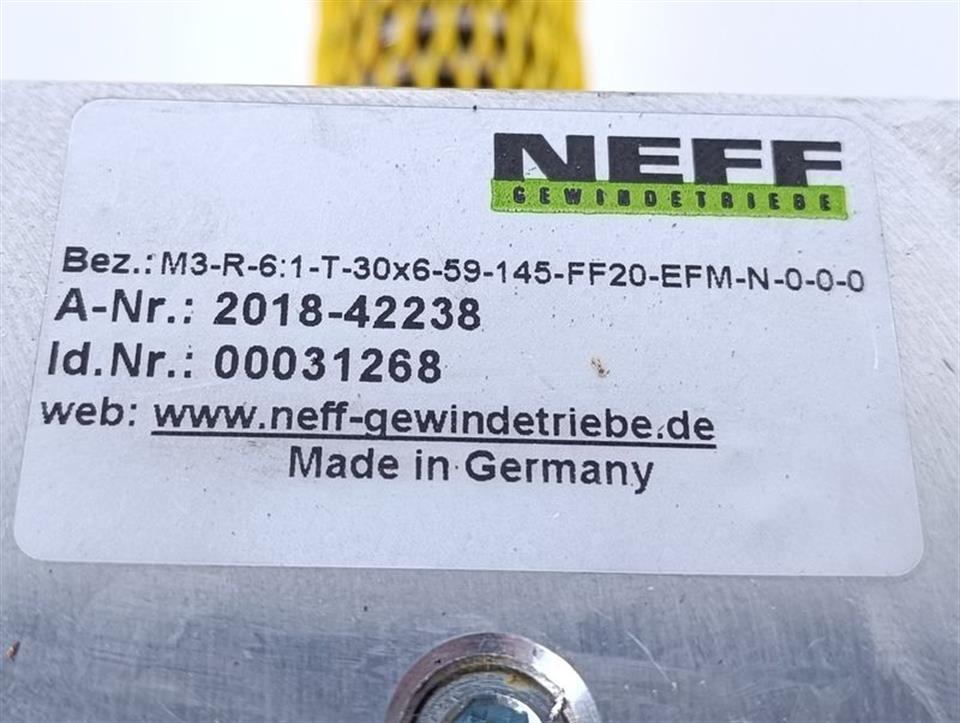 NEFF
GEWINDETRIEBE
Bez.: M3-R-6:1-T-30x6-59-145-FF20-EFM-N-0-0-0
A-Nr.: 2018-42238
Id.Nr.: 00031268
web: www.neff-gewindetriebe.de
Made in Germany